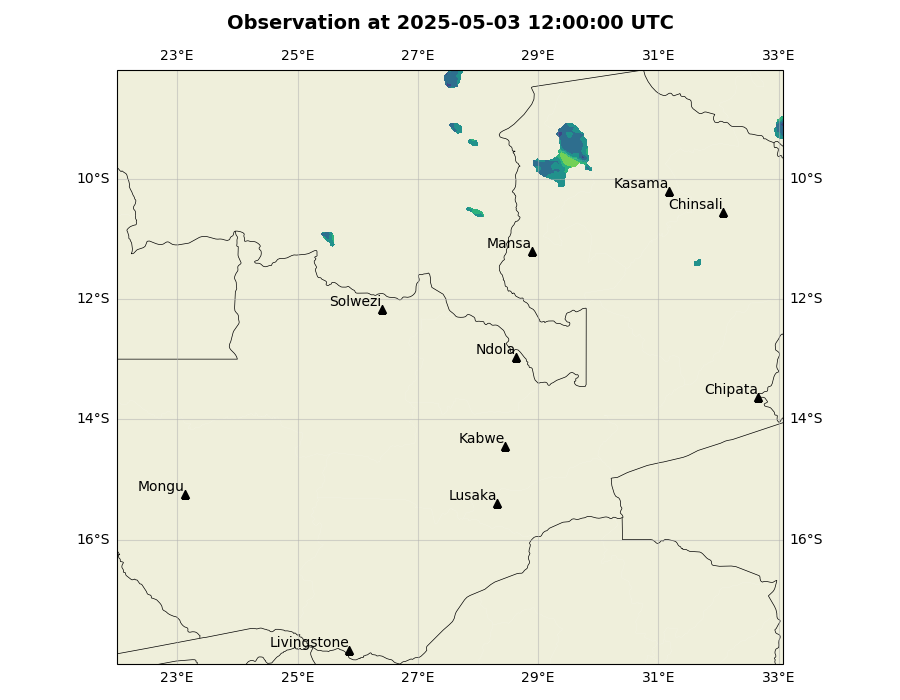 Observation at 2025-05-03 12:00:00 UTC
23°E 25°E 27°E 29°E 31°E 33°E
10°S 10°S
Kasama
Chinsali
Mansa
12°S 12°S
Solwezi
Ndola
Chipata
14°S 14°S
Kabwe
Mongu
Lusaka
16°S 16°S
Livingstone
23°E 25°E 27°E 29°E 31°E 33°E